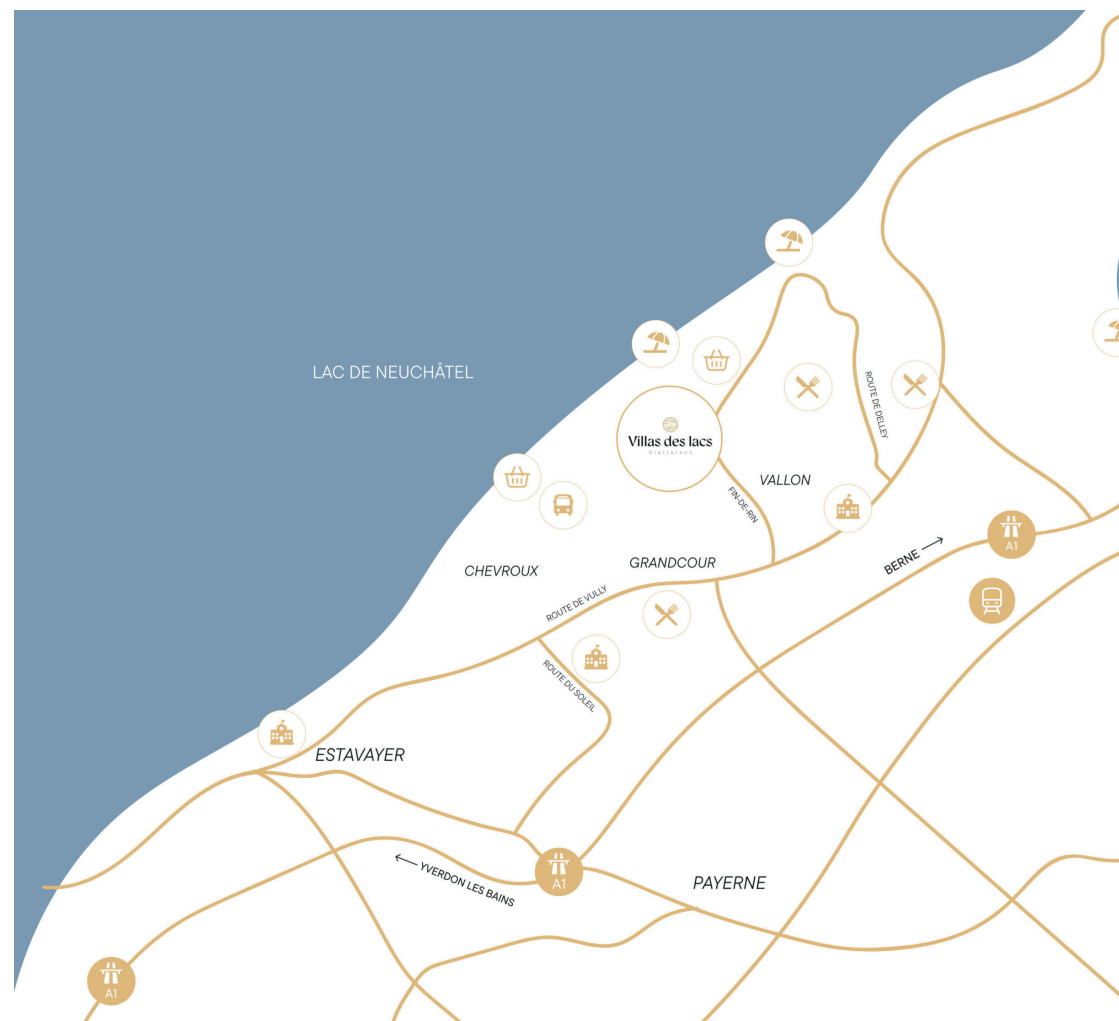 LAC DE NEUCHÂTEL
Villas des lacs
Gletterens
ROUTE DE DELLEY
VALLON
FIN-DE-RIN
BERNE
A1
GRANDCOUR
CHEVROUX
ROUTE DE VULLY
ROUTE DU SOLEIL
ESTAVAYER
YVERDON LES BAINS
A1
PAYERNE
A1